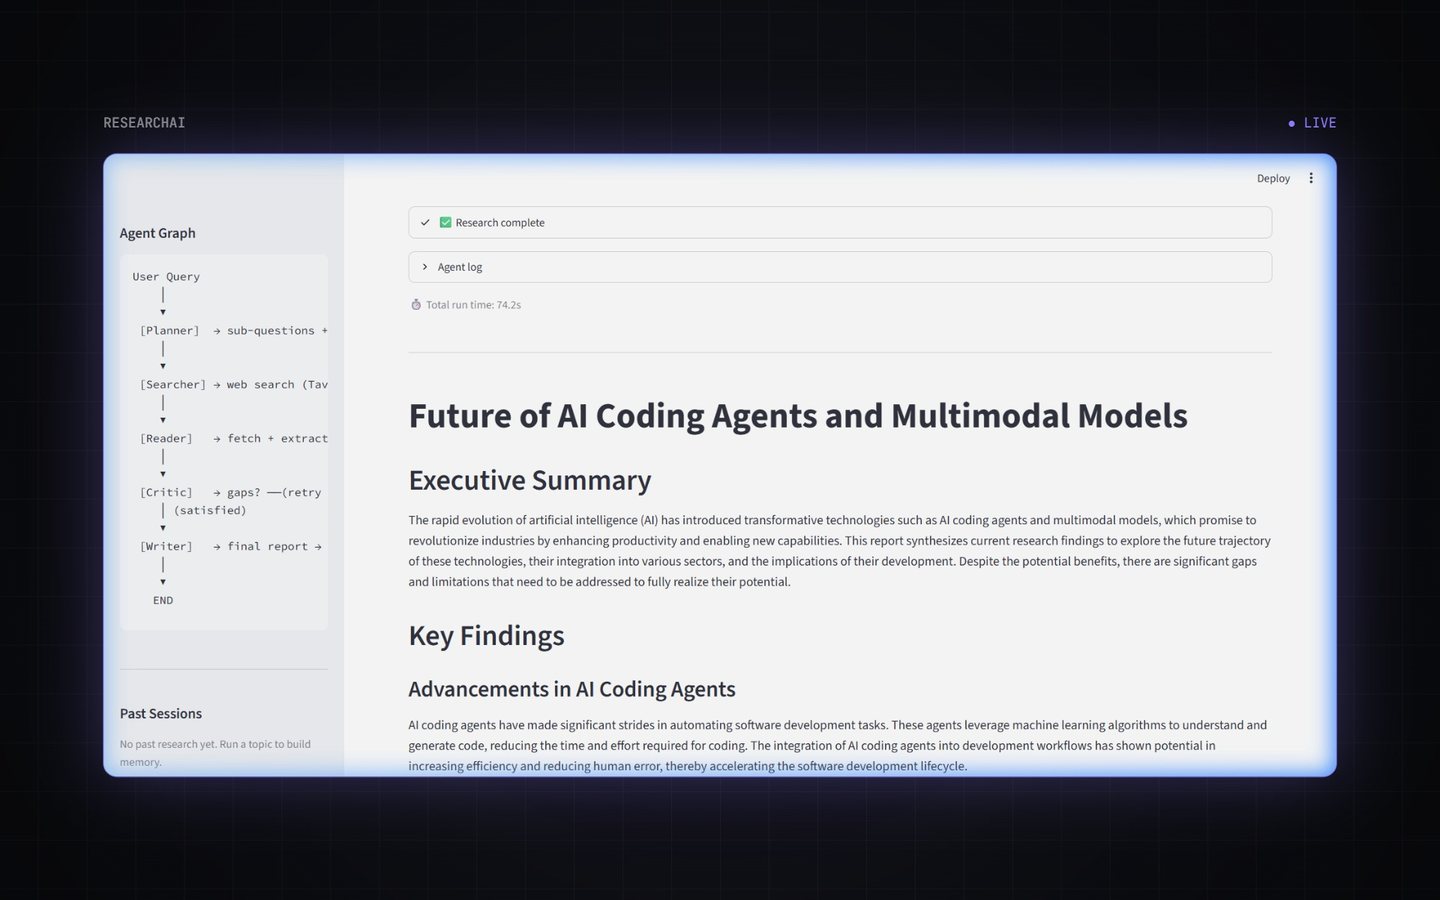 RESEARCHAI
● LIVE
Deploy
Agent Graph
User Query
[Planner] → sub-questions +
[Searcher] → web search (Tav
[Reader] → fetch + extract
[Critic] → gaps? ──(retry
(satisfied)
[Writer] → final report →
END
Past Sessions
No past research yet. Run a topic to build
memory.
✅ Research complete
Agent log
Total run time: 74.2s
Future of AI Coding Agents and Multimodal Models
Executive Summary
The rapid evolution of artificial intelligence (AI) has introduced transformative technologies such as AI coding agents and multimodal models, which promise to
revolutionize industries by enhancing productivity and enabling new capabilities. This report synthesizes current research findings to explore the future trajectory
of these technologies, their integration into various sectors, and the implications of their development. Despite the potential benefits, there are significant gaps
and limitations that need to be addressed to fully realize their potential.
Key Findings
Advancements in AI Coding Agents
AI coding agents have made significant strides in automating software development tasks. These agents leverage machine learning algorithms to understand and
generate code, reducing the time and effort required for coding. The integration of AI coding agents into development workflows has shown potential in
increasing efficiency and reducing human error, thereby accelerating the software development lifecycle.